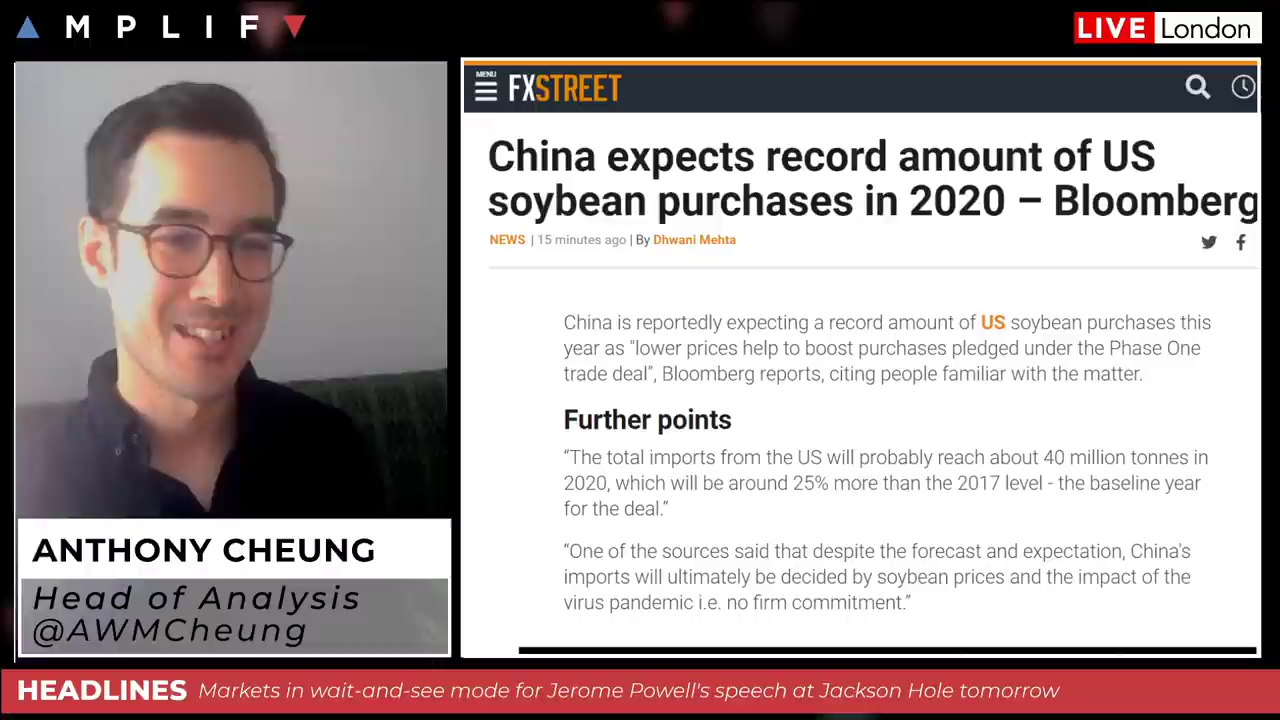 MPLIF
LIVE London
MENU
FXSTREET
China expects record amount of US
soybean purchases in 2020 – Bloomberg
NEWS | 15 minutes ago | By Dhwani Mehta
China is reportedly expecting a record amount of US soybean purchases this
year as "lower prices help to boost purchases pledged under the Phase One
trade deal", Bloomberg reports, citing people familiar with the matter.
Further points
“The total imports from the US will probably reach about 40 million tonnes in
2020, which will be around 25% more than the 2017 level - the baseline year
for the deal.”
“One of the sources said that despite the forecast and expectation, China's
imports will ultimately be decided by soybean prices and the impact of the
virus pandemic i.e. no firm commitment.”
ANTHONY CHEUNG
Head of Analysis
@AWMCheung
HEADLINES Markets in wait-and-see mode for Jerome Powell's speech at Jackson Hole tomorrow